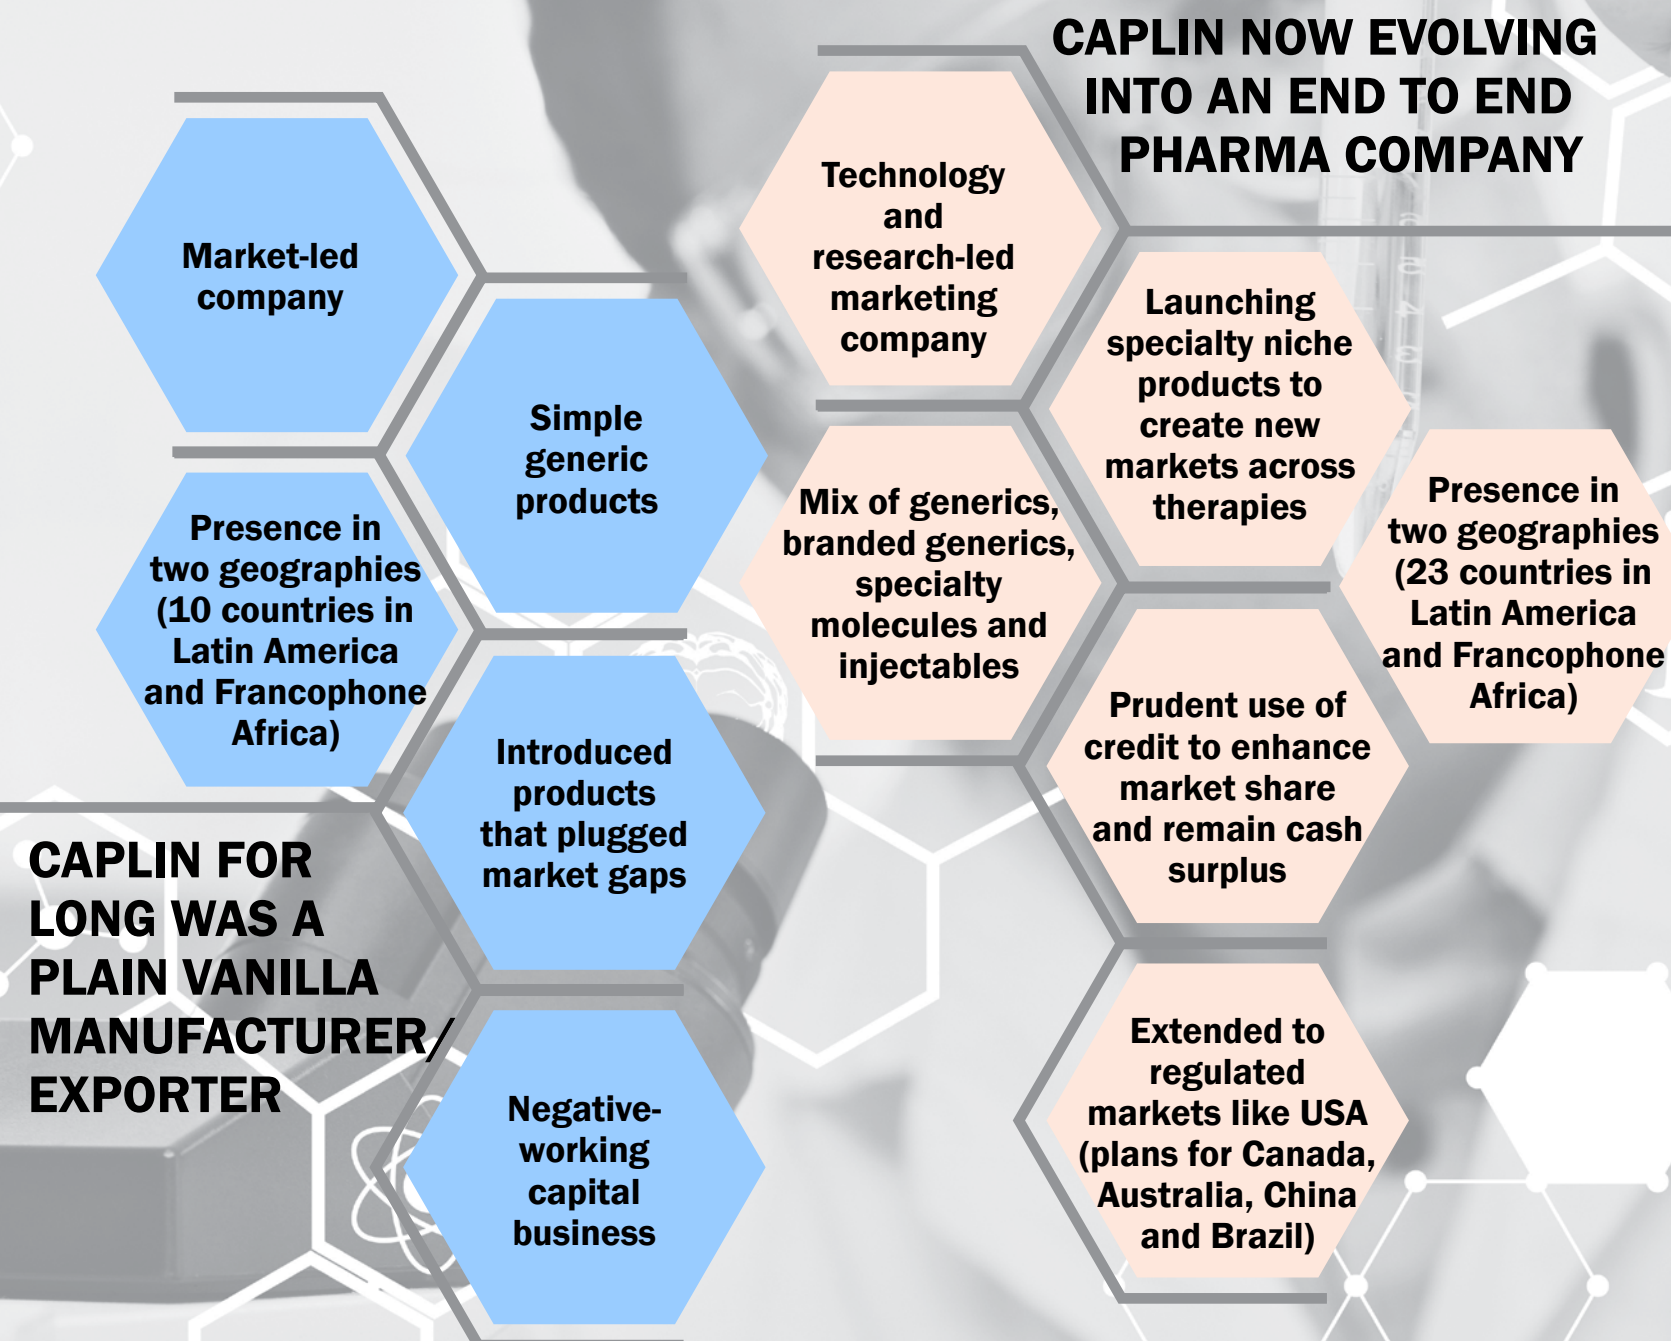 CAPLIN FOR
LONG WAS A
PLAIN VANILLA
MANUFACTURER/
EXPORTER
Market-led
company
Simple
generic
products
Presence in
two geographies
(10 countries in
Latin America
and Francophone
Africa)
Introduced
products
that plugged
market gaps
Negative-
working
capital
business
CAPLIN NOW EVOLVING
INTO AN END TO END
PHARMA COMPANY
Technology
and
research-led
marketing
company
Launching
specialty niche
products to
create new
markets across
therapies
Mix of generics,
branded generics,
specialty
molecules and
injectables
Presence in
two geographies
(23 countries in
Latin America
and Francophone
Africa)
Prudent use of
credit to enhance
market share
and remain cash
surplus
Extended to
regulated
markets like USA
(plans for Canada,
Australia, China
and Brazil)